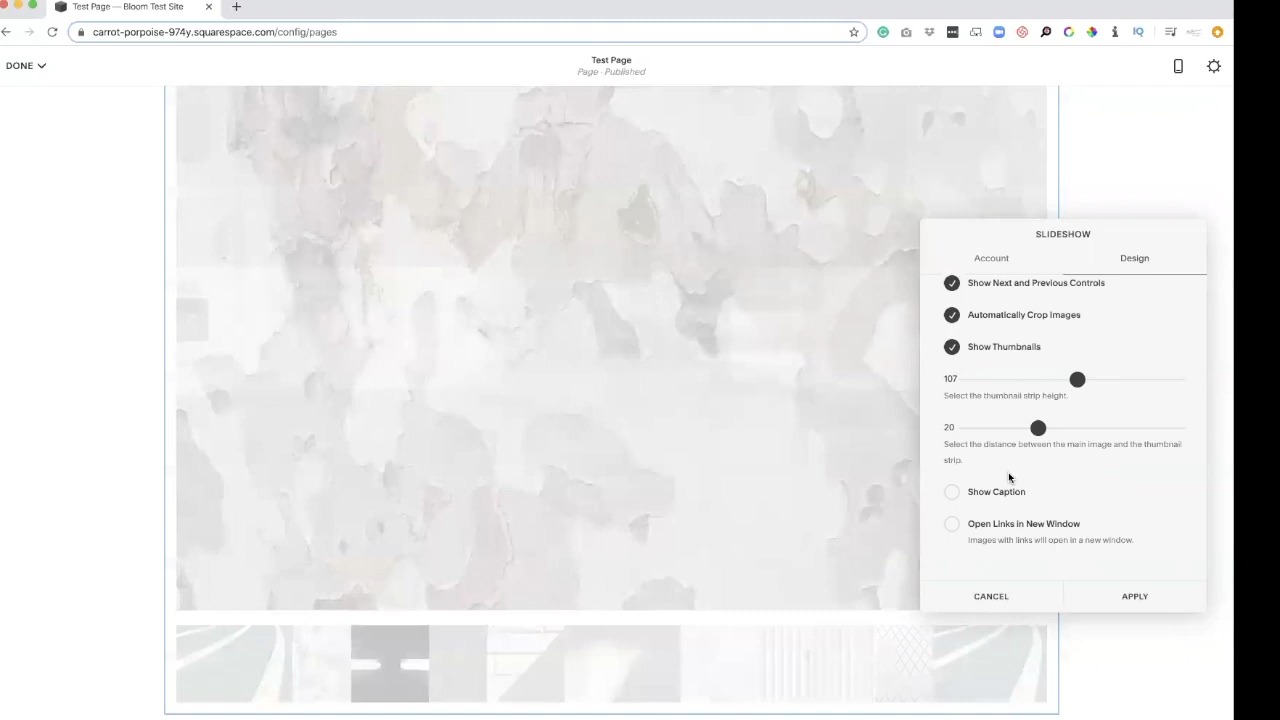 Test Page — Bloom Test Site
carrot-porpoise-974y.squarespace.com/config/pages
IQ
DONE
Test Page
Page · Published
SLIDESHOW
Account
Design
Show Next and Previous Controls
Automatically Crop Images
Show Thumbnails
107
Select the thumbnail strip height.
20
Select the distance between the main image and the thumbnail
strip.
Show Caption
Open Links in New Window
Images with links will open in a new window.
CANCEL
APPLY